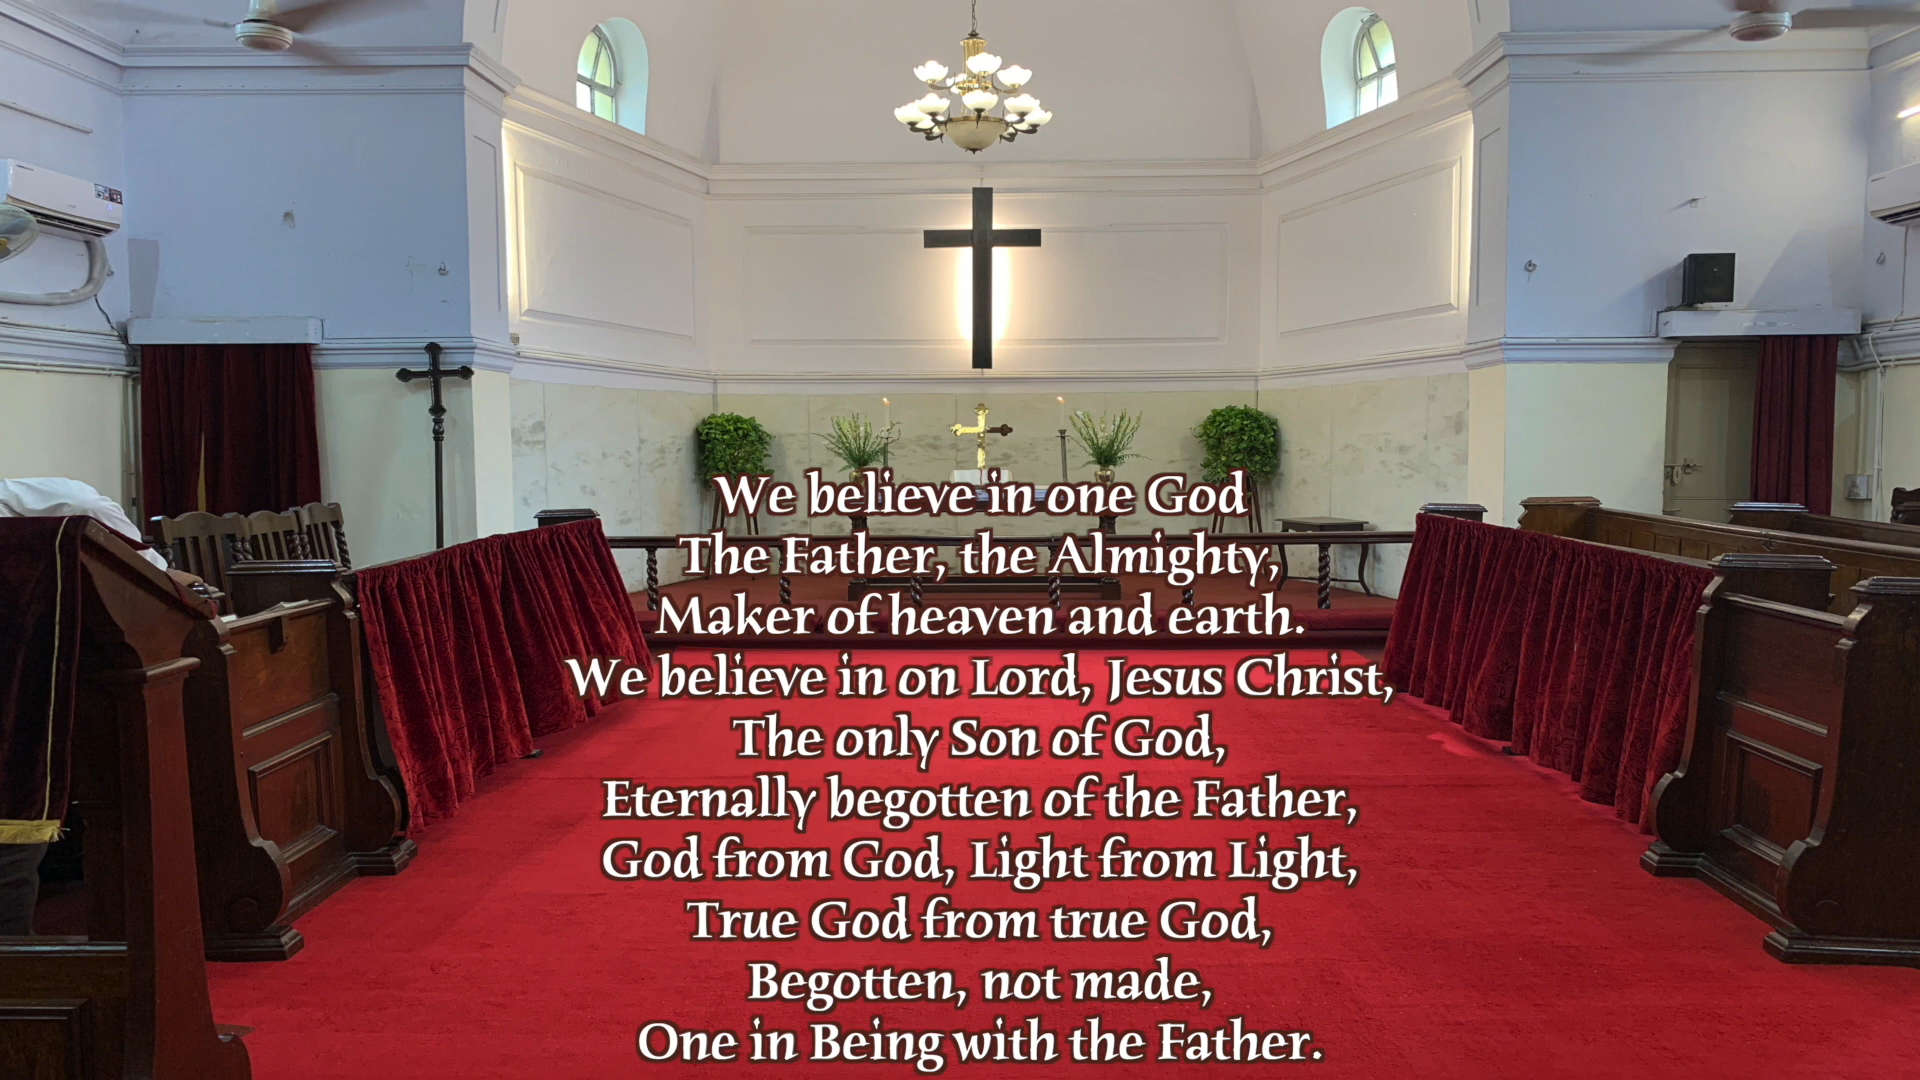 We believe in one God
The Father, the Almighty,
Maker of heaven and earth.
We believe in on Lord, Jesus Christ,
The only Son of God,
Eternally begotten of the Father,
God from God, Light from Light,
True God from true God,
Begotten, not made,
One in Being with the Father.